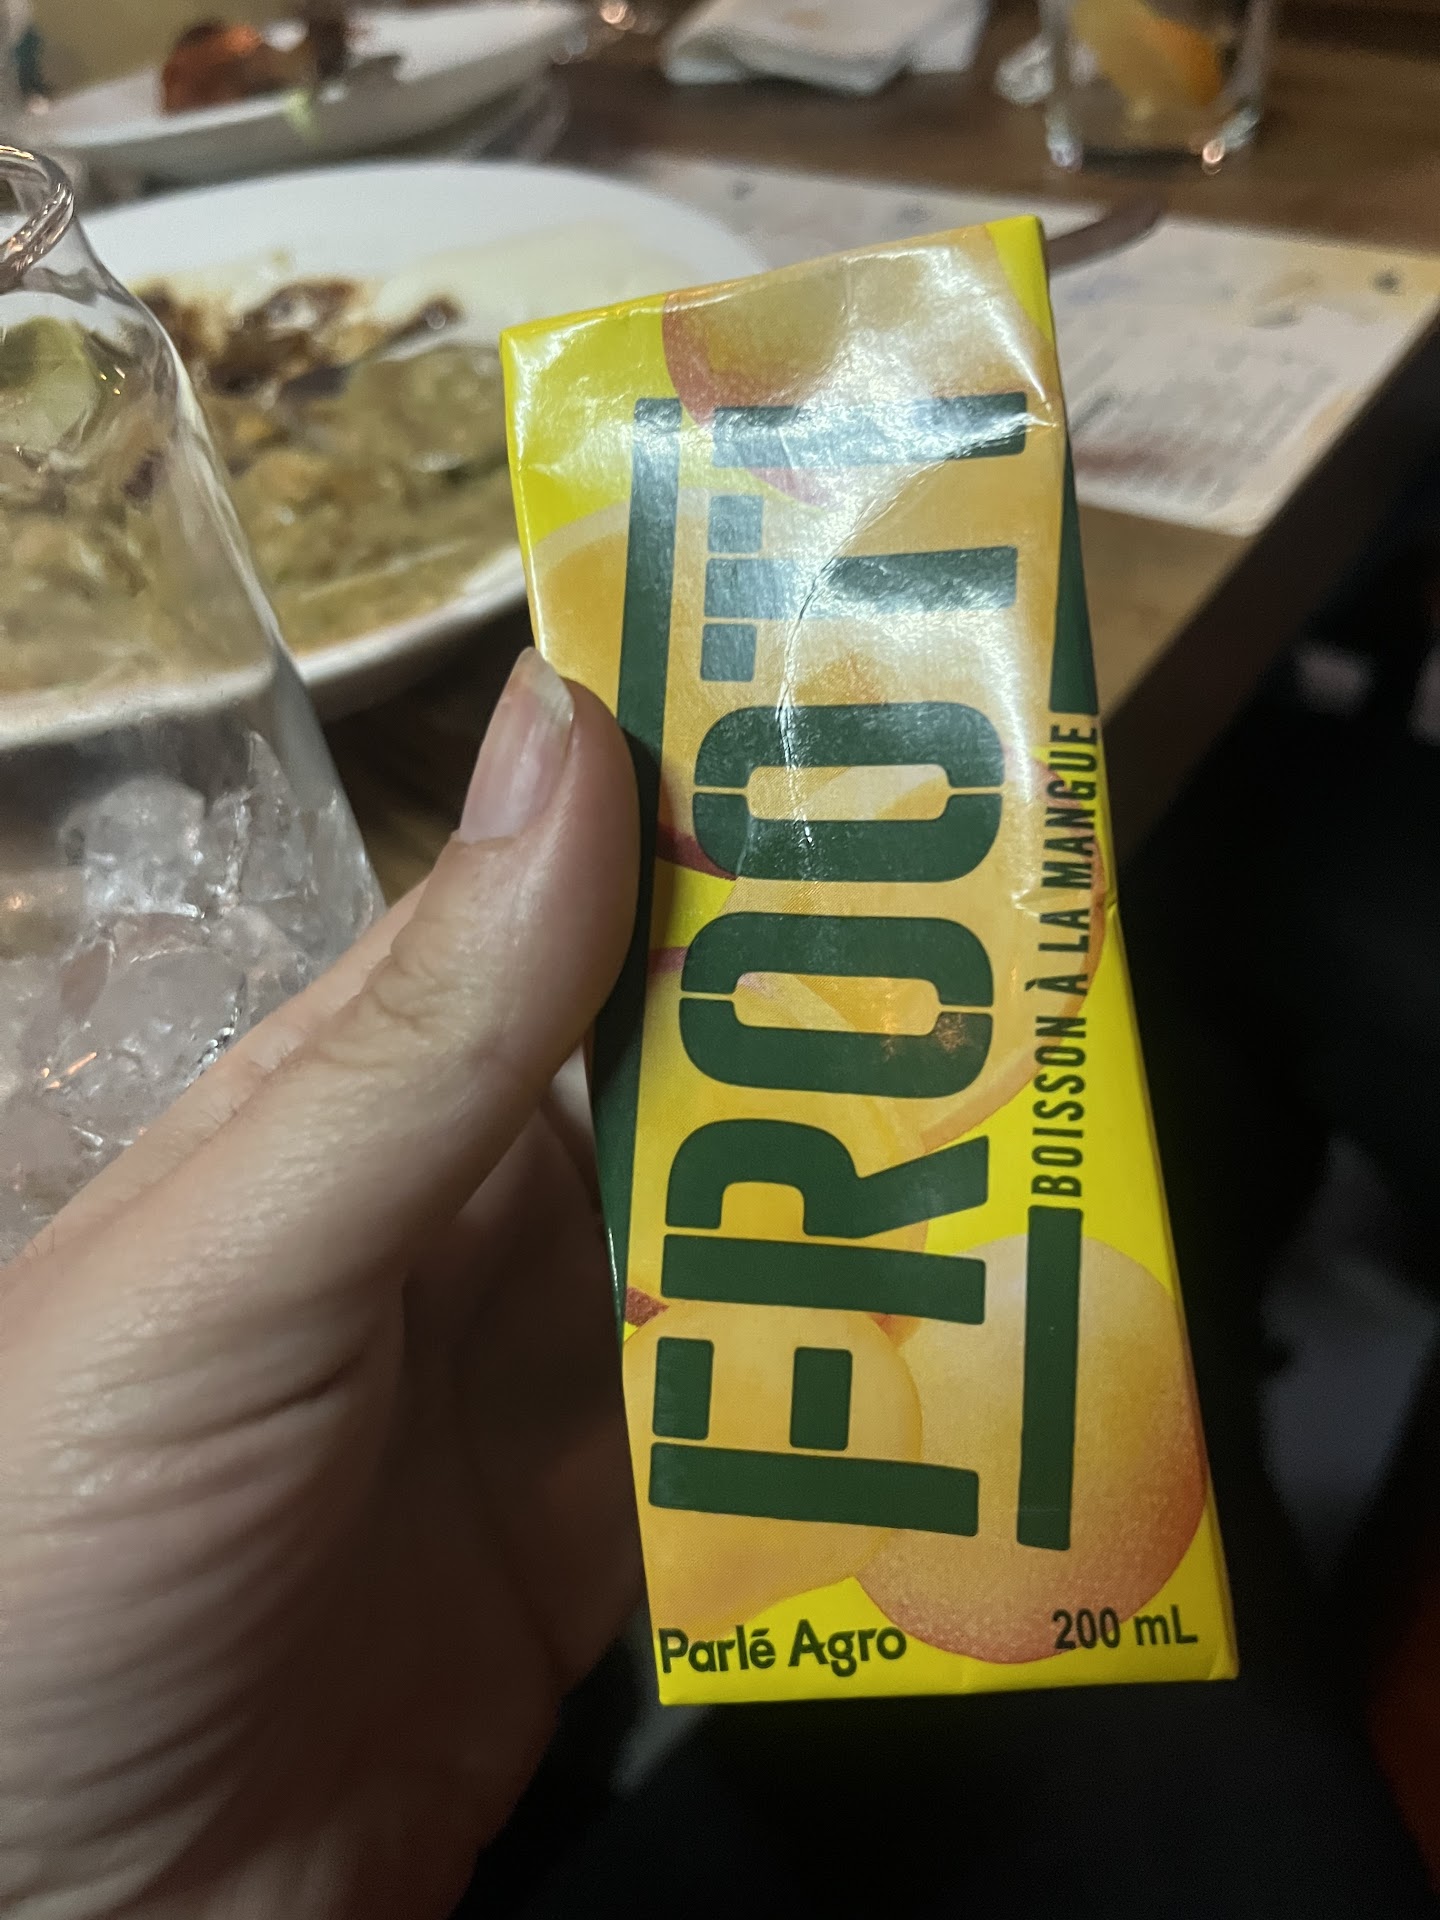 FROOTI
BOISSON À LA MANGUE
Parlé Agro
200 mL